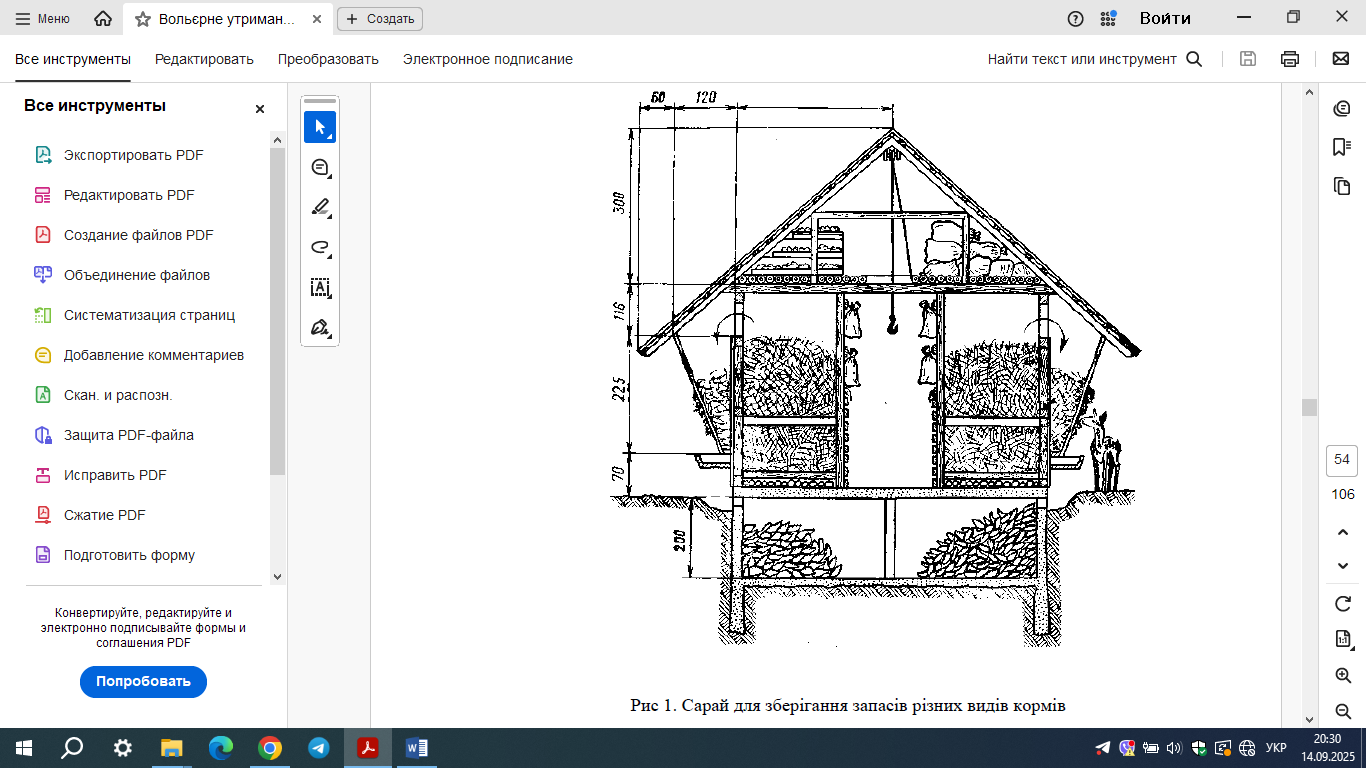 Меню
Вольєрне утриман...
Создать
Войти
Все инструменты
Редактировать
Преобразовать
Электронное подписание
Найти текст или инструмент
Все инструменты
Экспортировать PDF
Редактировать PDF
Создание файлов PDF
Объединение файлов
Систематизация страниц
Добавление комментариев
Скан. и распозн.
Защита PDF-файла
Исправить PDF
Сжатие PDF
Подготовить форму
Конвертируйте, редактируйте и
электронно подписывайте формы и
соглашения PDF
Попробовать
60 120
300
116
225
70
200
Рис 1. Сарай для зберігання запасів різних видів кормів
54
106
1:1
УКР
20:30
14.09.2025